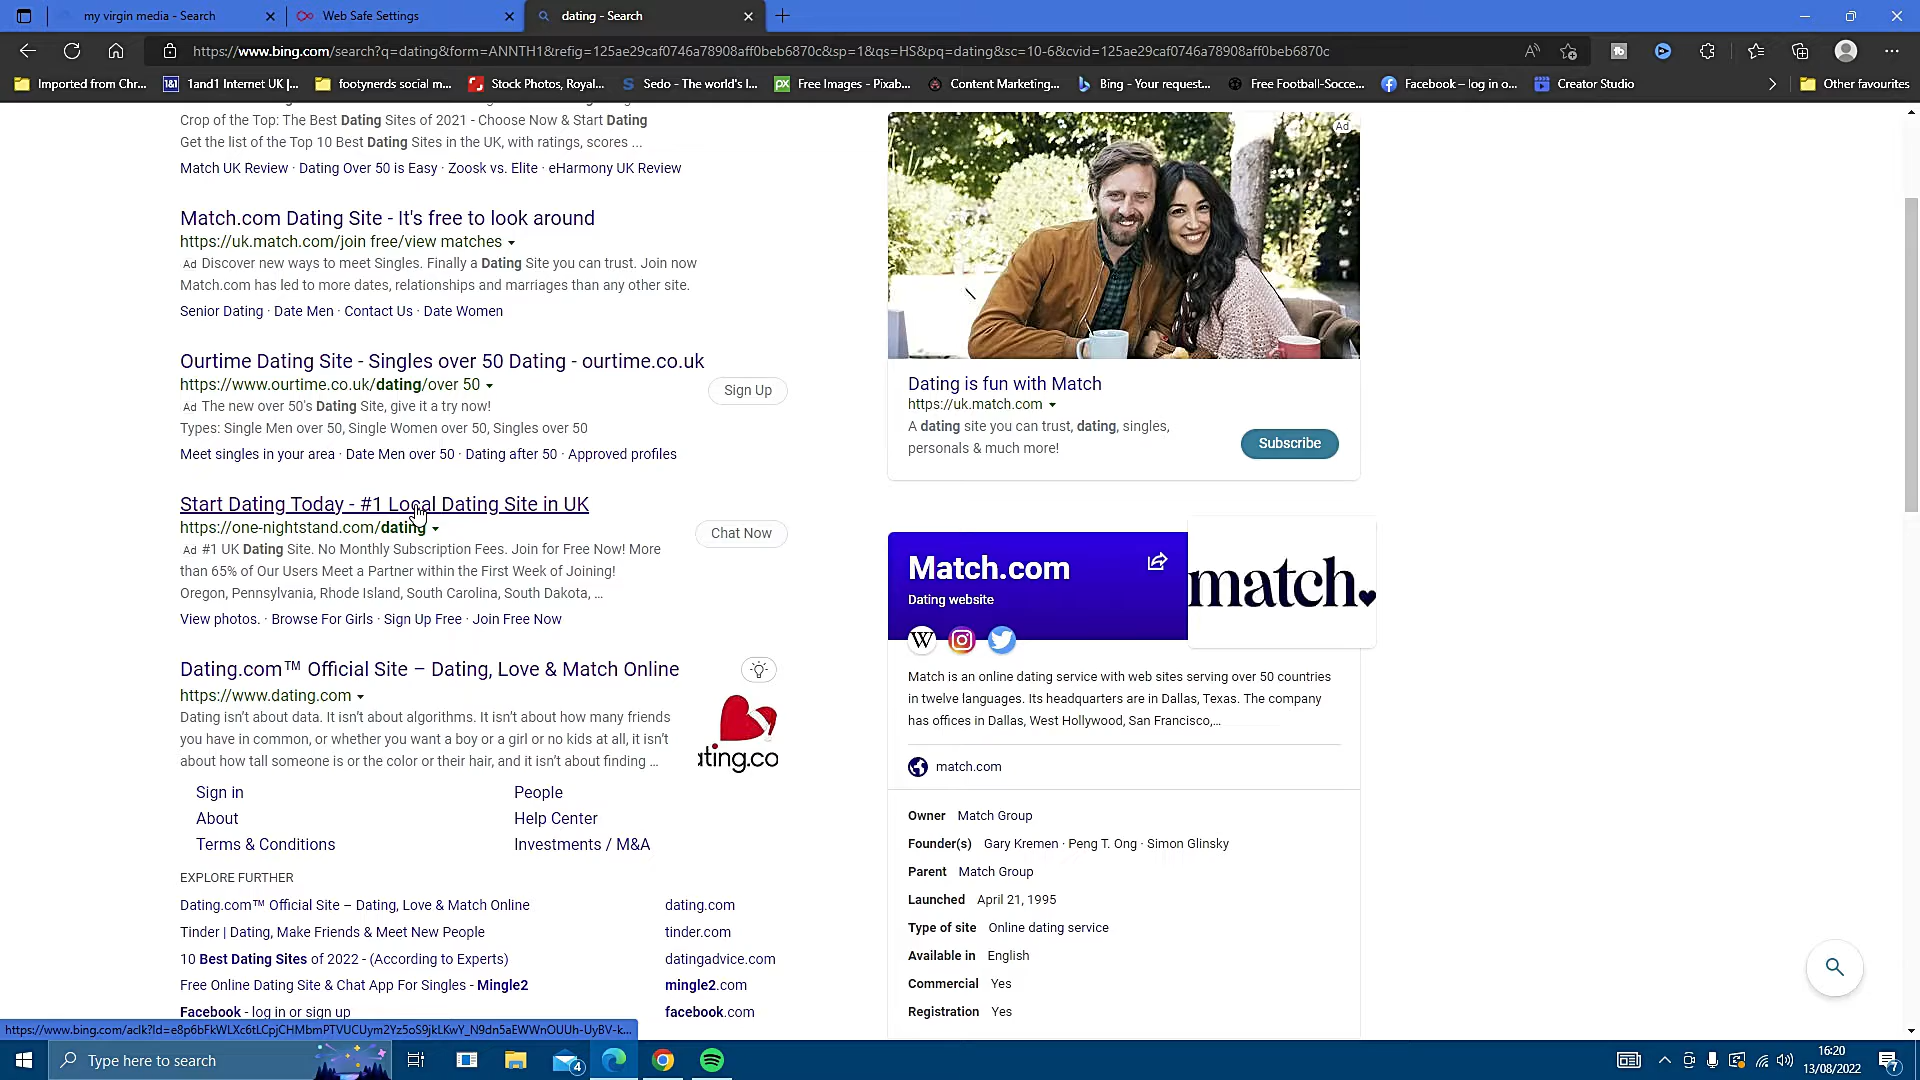 my virgin media - Search
Web Safe Settings
dating - Search
https://www.bing.com/search?q=dating&form=ANNTH1&refig=125ae29caf0746a78908aff0beb6870c&sp=1&qs=HS&pq=dating&sc=10-6&cvid=125ae29caf0746a78908aff0beb6870c
Imported from Chr...
1and1 Internet UK |...
footynerds social m...
Stock Photos, Royal...
Sedo - The world's l...
Free Images - Pixab...
Content Marketing...
Bing - Your request...
Free Football-Socce...
Facebook – log in o...
Creator Studio
Other favourites
Crop of the Top: The Best Dating Sites of 2021 - Choose Now & Start Dating
Get the list of the Top 10 Best Dating Sites in the UK, with ratings, scores ...
Match UK Review · Dating Over 50 is Easy · Zoosk vs. Elite · eHarmony UK Review
Match.com Dating Site - It's free to look around
https://uk.match.com/join free/view matches
Ad Discover new ways to meet Singles. Finally a Dating Site you can trust. Join now
Match.com has led to more dates, relationships and marriages than any other site.
Senior Dating · Date Men · Contact Us · Date Women
Ourtime Dating Site - Singles over 50 Dating - ourtime.co.uk
https://www.ourtime.co.uk/dating/over 50
Sign Up
Ad The new over 50's Dating Site, give it a try now!
Types: Single Men over 50, Single Women over 50, Singles over 50
Meet singles in your area · Date Men over 50 · Dating after 50 · Approved profiles
Start Dating Today - #1 Local Dating Site in UK
https://one-nightstand.com/dating
Chat Now
Ad #1 UK Dating Site. No Monthly Subscription Fees. Join for Free Now! More
than 65% of Our Users Meet a Partner within the First Week of Joining!
Oregon, Pennsylvania, Rhode Island, South Carolina, South Dakota, ...
View photos. · Browse For Girls · Sign Up Free · Join Free Now
Dating.com™ Official Site – Dating, Love & Match Online
https://www.dating.com
Dating isn't about data. It isn't about algorithms. It isn't about how many friends
you have in common, or whether you want a boy or a girl or no kids at all, it isn't
about how tall someone is or the color or their hair, and it isn't about finding ...
ating.co
Sign in
People
About
Help Center
Terms & Conditions
Investments / M&A
EXPLORE FURTHER
Dating.com™ Official Site – Dating, Love & Match Online
dating.com
Tinder | Dating, Make Friends & Meet New People
tinder.com
10 Best Dating Sites of 2022 - (According to Experts)
datingadvice.com
Free Online Dating Site & Chat App For Singles - Mingle2
mingle2.com
Facebook - log in or sign up
facebook.com
Ad
Dating is fun with Match
https://uk.match.com
A dating site you can trust, dating, singles,
personals & much more!
Subscribe
Match.com
Dating website
match.
W
Match is an online dating service with web sites serving over 50 countries
in twelve languages. Its headquarters are in Dallas, Texas. The company
has offices in Dallas, West Hollywood, San Francisco,...
match.com
Owner Match Group
Founder(s) Gary Kremen · Peng T. Ong · Simon Glinsky
Parent Match Group
Launched April 21, 1995
Type of site Online dating service
Available in English
Commercial Yes
Registration Yes
Type here to search
4
16:20
13/08/2022
7